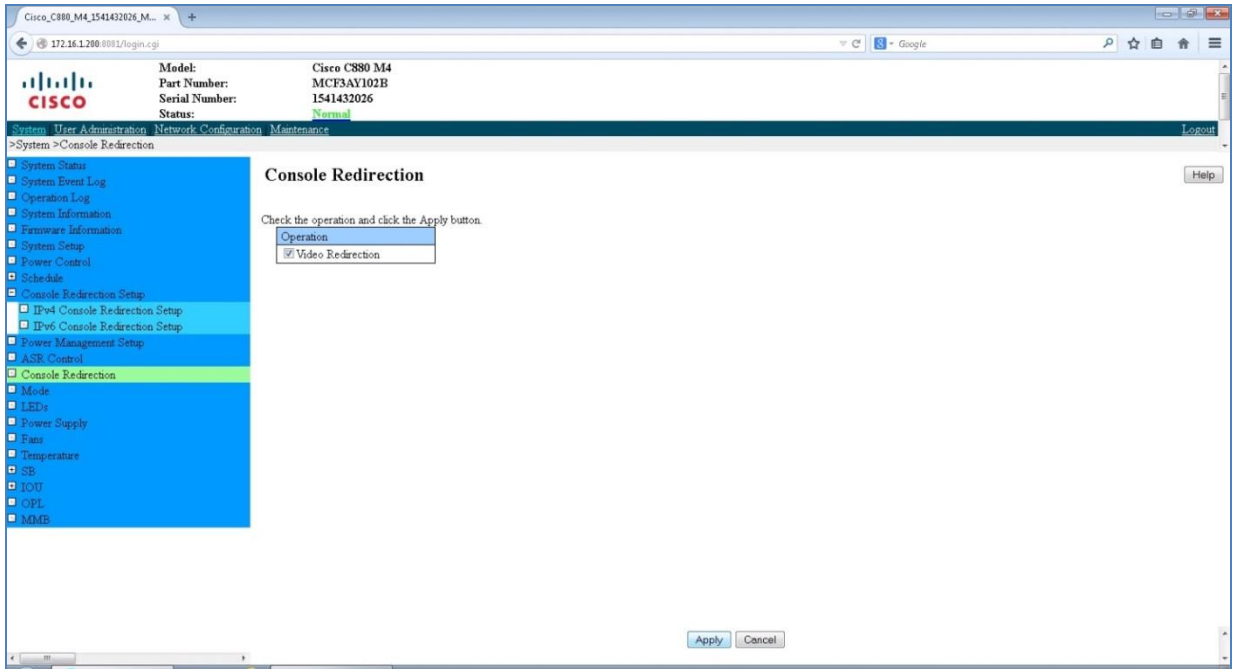 Cisco_C880_M4_1541432026_M... × +
172.16.1.200:8081/login.cgi
8 - Google
CISCO
Model: Cisco C880 M4
Part Number: MCF3AY102B
Serial Number: 1541432026
Status: Normal
System User Administration Network Configuration Maintenance Logout
>System >Console Redirection
System Status
System Event Log
Operation Log
System Information
Firmware Information
System Setup
Power Control
Schedule
Console Redirection Setup
IPv4 Console Redirection Setup
IPv6 Console Redirection Setup
Power Management Setup
ASR Control
Console Redirection
Mode
LEDs
Power Supply
Fans
Temperature
SB
IOU
OPL
MMB
Console Redirection
Help
Check the operation and click the Apply button.
Operation
Video Redirection
Apply Cancel